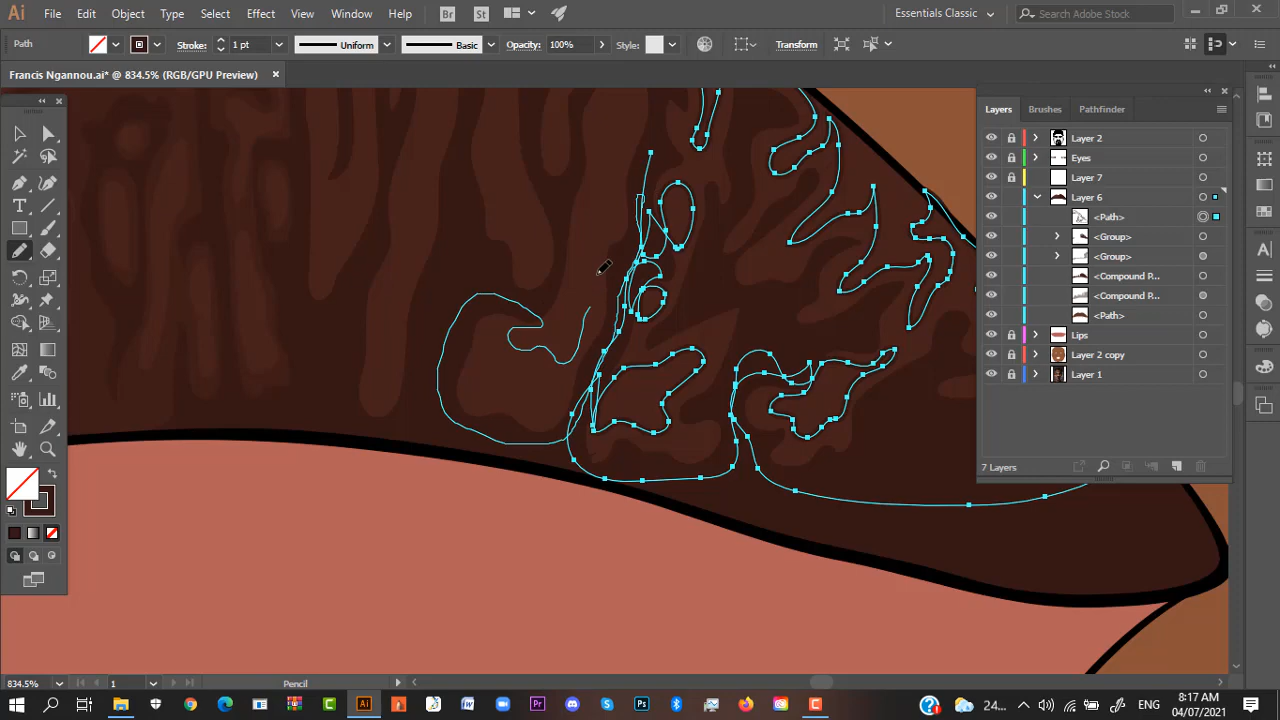 Ai File Edit Object Type Select Effect View Window Help Br St Essentials Classic Search Adobe Stock
Path Stroke: 1 pt Uniform Basic Opacity: 100% Style: Transform
Francis Ngannou.ai* @ 834.5% (RGB/GPU Preview)
Layers Brushes Pathfinder
Layer 2
Eyes
Layer 7
Layer 6
<Path>
<Group>
<Group>
<Compound P...
<Compound P...
<Path>
Lips
Layer 2 copy
Layer 1
7 Layers
834.5% 1 Pencil
24... ENG 8:17 AM
04/07/2021